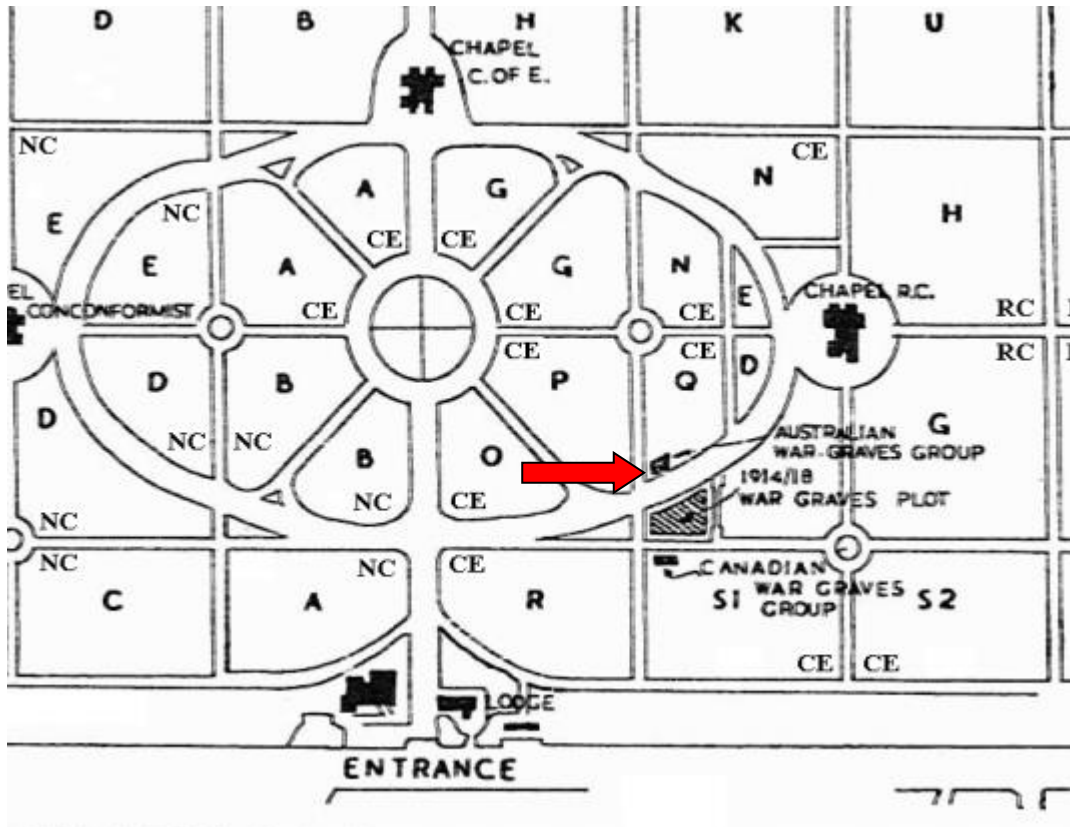 D B H K U
CHAPEL
C. OF E.
NC CE
A G N
E NC H
CE CE
E A G N
E
EL CHAPEL R.C.
CONCONFORMIST CE CE CE RC
CE CE RC
D B P Q D
D G
AUSTRALIAN
WAR-GRAVES GROUP
NC NC B O
1914/18
WAR GRAVES PLOT
NC NC CE
NC NC CE
CANADIAN
WAR GRAVES
GROUP
C A R S1 S2
CE CE
LODGE
ENTRANCE